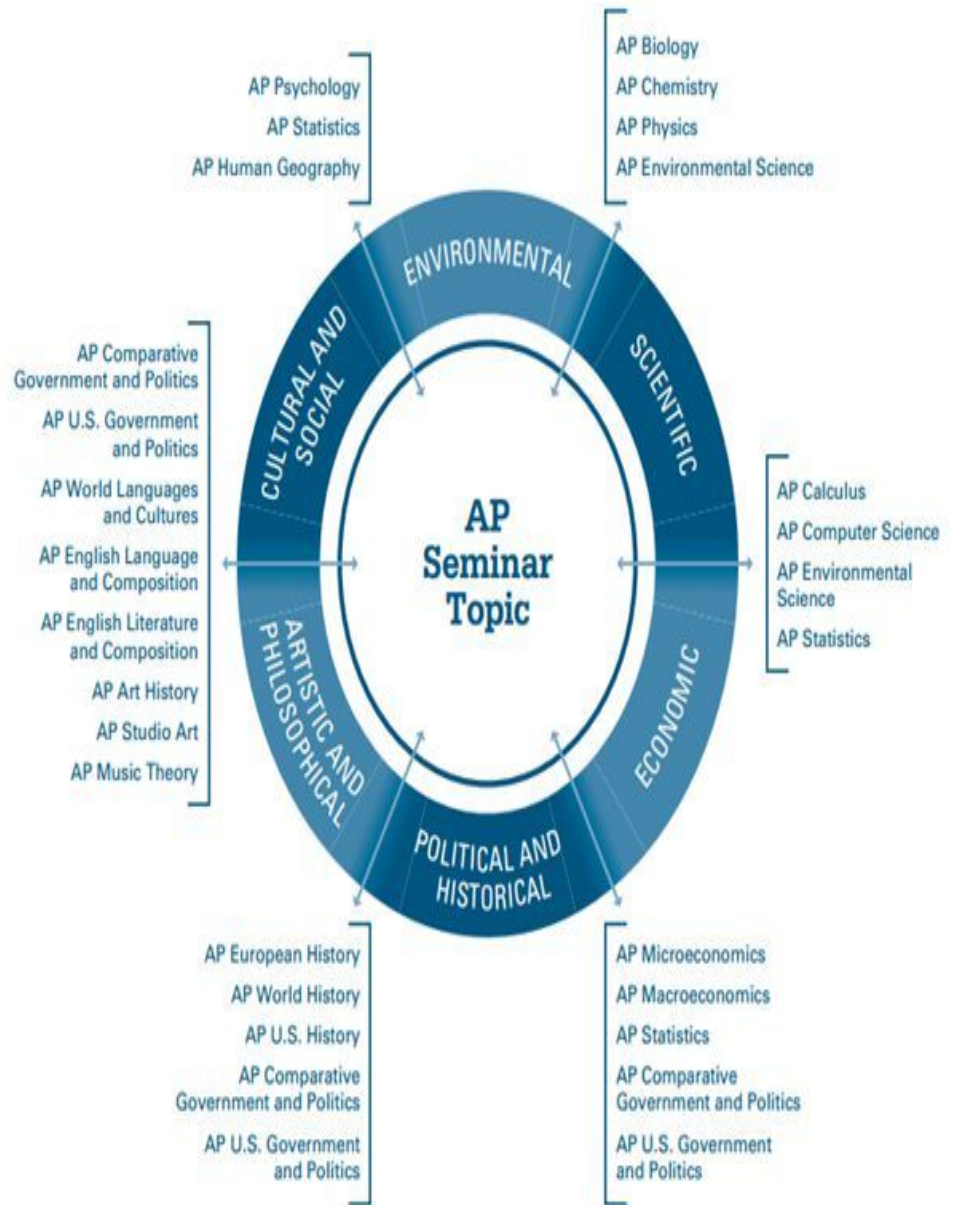 AP Psychology
AP Statistics
AP Human Geography
AP Biology
AP Chemistry
AP Physics
AP Environmental Science
ENVIRONMENTAL
CULTURAL AND
SOCIAL
SCIENTIFIC
AP Comparative
Government and Politics
AP U.S. Government
and Politics
AP World Languages
and Cultures
AP English Language
and Composition
AP English Literature
and Composition
AP Art History
AP Studio Art
AP Music Theory
AP
Seminar
Topic
AP Calculus
AP Computer Science
AP Environmental
Science
AP Statistics
ARTISTIC AND
PHILOSOPHICAL
ECONOMIC
POLITICAL AND
HISTORICAL
AP European History
AP World History
AP U.S. History
AP Comparative
Government and Politics
AP U.S. Government
and Politics
AP Microeconomics
AP Macroeconomics
AP Statistics
AP Comparative
Government and Politics
AP U.S. Government
and Politics